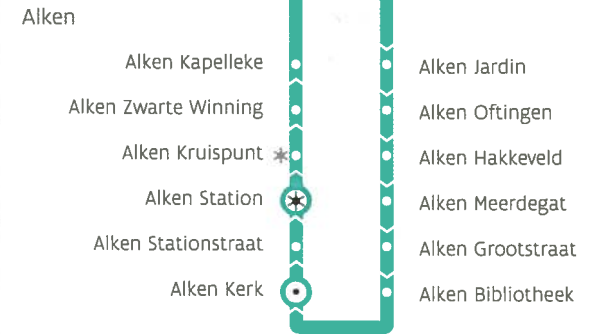 Alken
Alken Kapelleke
Alken Zwarte Winning
Alken Kruispunt
Alken Station
Alken Stationstraat
Alken Kerk
Alken Jardin
Alken Oftingen
Alken Hakkeveld
Alken Meerdegat
Alken Grootstraat
Alken Bibliotheek